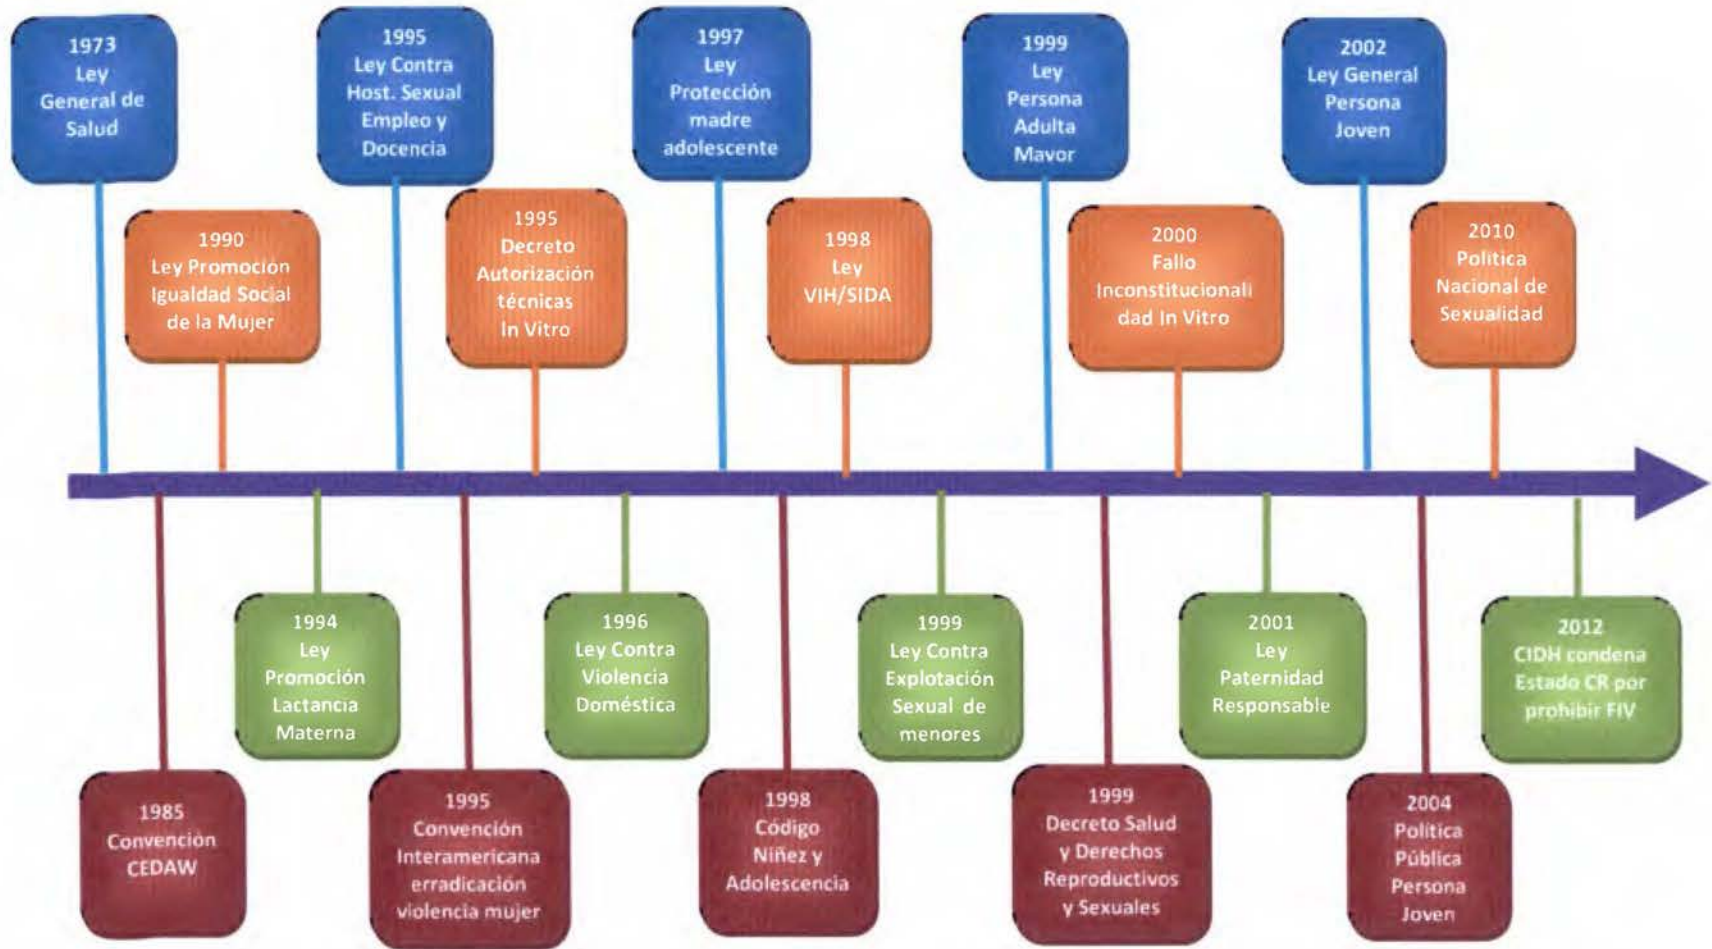 1973
Ley
General de
Salud
1995
Ley Contra
Host. Sexual
Empleo y
Docencia
1997
Ley
Protección
madre
adolescente
1999
Ley
Persona
Adulta
Mavor
2002
Ley General
Persona
Joven
1990
Ley Promoción
Igualdad Social
de la Mujer
1995
Decreto
Autorización
técnicas
In Vitro
1998
Ley
VIH/SIDA
2000
Fallo
Inconstitucionali
dad In Vitro
2010
Política
Nacional de
Sexualidad
1994
Ley
Promoción
Lactancia
Materna
1996
Ley Contra
Violencia
Doméstica
1999
Ley Contra
Explotación
Sexual de
menores
2001
Ley
Paternidad
Responsable
2012
CIDH condena
Estado CR por
prohibir FIV
1985
Convención
CEDAW
1995
Convención
Interamericana
erradicación
violencia mujer
1998
Código
Niñez y
Adolescencia
1999
Decreto Salud
y Derechos
Reproductivos
y Sexuales
2004
Política
Pública
Persona
Joven